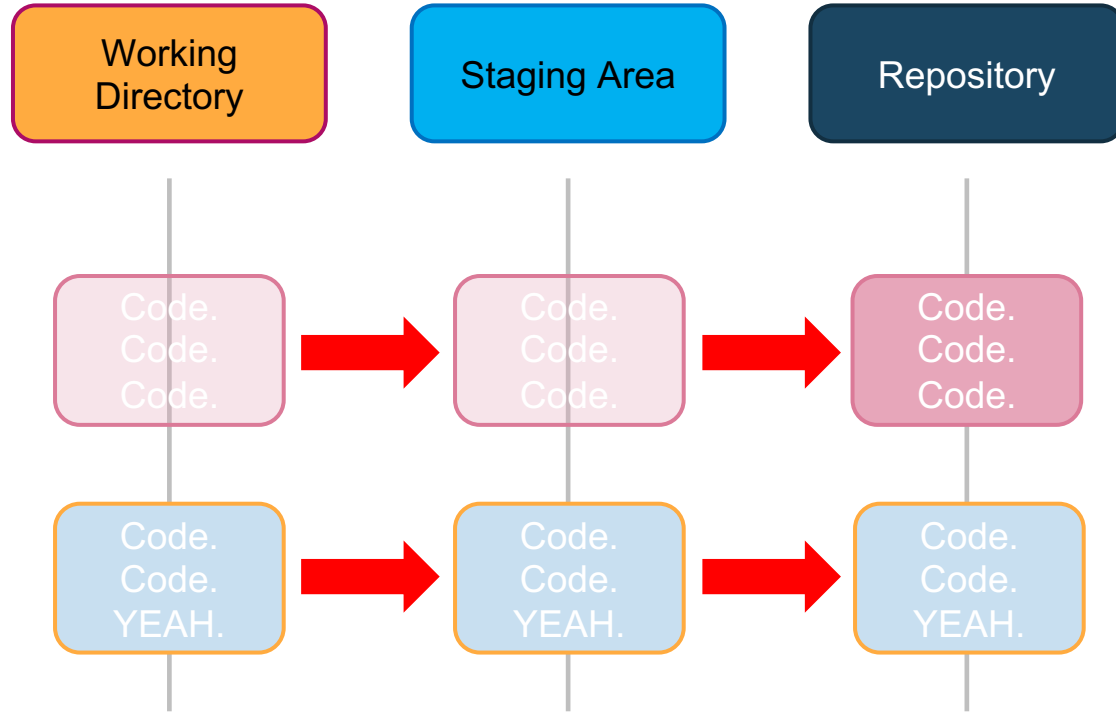 Working
Directory
Staging Area
Repository
Code.
Code.
Code.
Code.
Code.
Code.
Code.
Code.
Code.
Code.
Code.
YEAH.
Code.
Code.
YEAH.
Code.
Code.
YEAH.